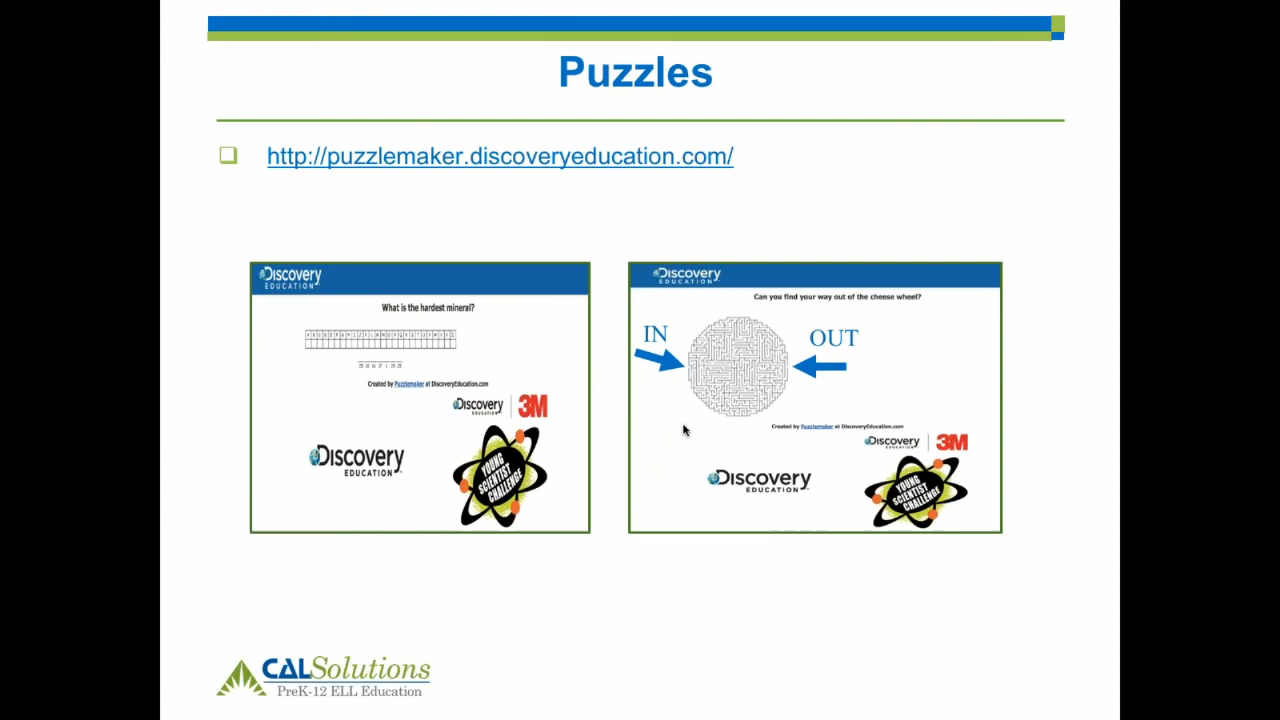 Puzzles
http://puzzlemaker.discoveryeducation.com/
Discovery
EDUCATION
What is the hardest mineral?
Created by Puzzlemaker at DiscoveryEducation.com
Discovery
EDUCATION
3M
Discovery
EDUCATION
YOUNG
SCIENTIST
CHALLENGE
Discovery
EDUCATION
Can you find your way out of the cheese wheel?
IN
OUT
Created by Puzzlemaker at DiscoveryEducation.com
Discovery
EDUCATION
3M
Discovery
EDUCATION
YOUNG
SCIENTIST
CHALLENGE
CALSolutions
PreK-12 ELL Education